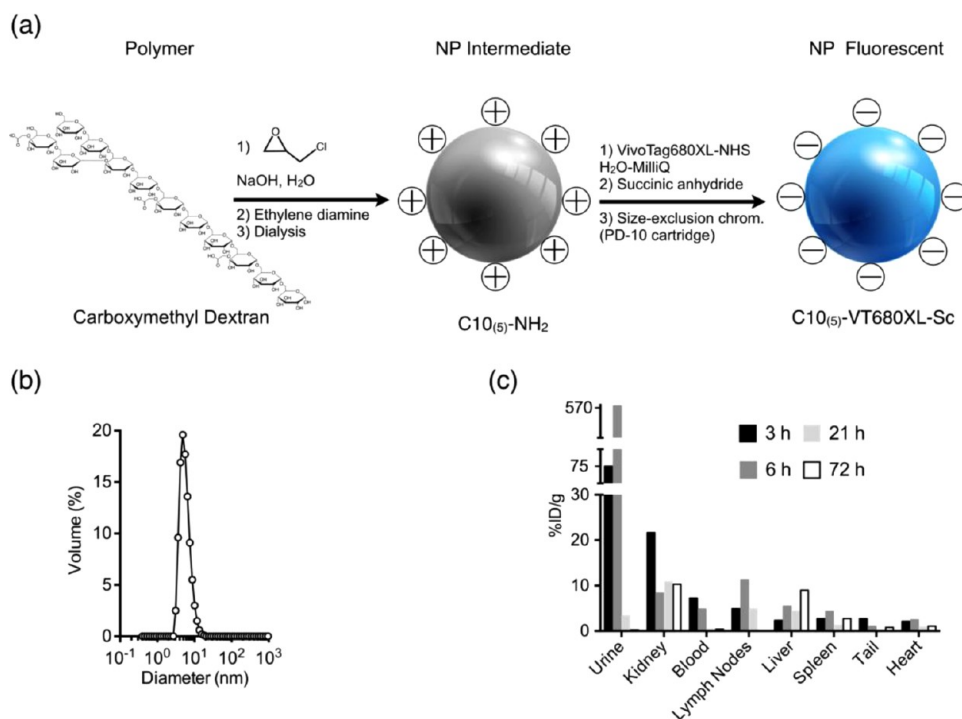 (a)
Polymer
NP Intermediate
NP Fluorescent
1)
O
Cl
NaOH, H₂O
2) Ethylene diamine
3) Dialysis
1) VivoTag680XL-NHS
H₂O-MilliQ
2) Succinic anhydride
3) Size-exclusion chrom.
(PD-10 cartridge)
Carboxymethyl Dextran
C10₍₅₎-NH₂
C10₍₅₎-VT680XL-Sc
(b)
Volume (%)
20
15
10
5
0
10⁻¹ 10⁰ 10¹ 10² 10³
Diameter (nm)
(c)
%ID/g
570
75
30
20
10
0
3 h
21 h
6 h
72 h
Urine
Kidney
Blood
Lymph Nodes
Liver
Spleen
Tail
Heart